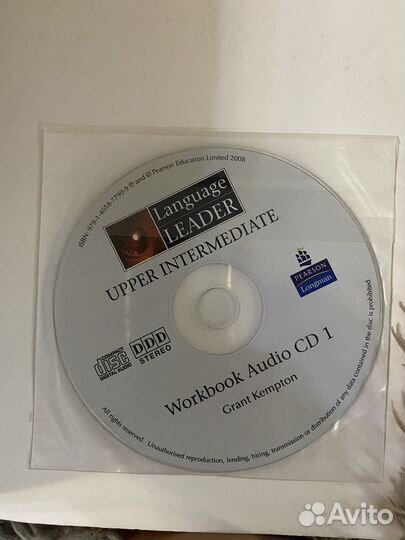 ISBN: 978-1-4058-2790-9 ℗ and © Pearson Education Limited 2008
Language
LEADER
UPPER INTERMEDIATE
PEARSON
Longman
COMPACT
disc
DIGITAL AUDIO
DDD
STEREO
Workbook Audio CD 1
Grant Kempton
All rights reserved. Unauthorised reproduction, lending, hiring, transmission or distribution of any data contained in the disc is prohibited.
Avito